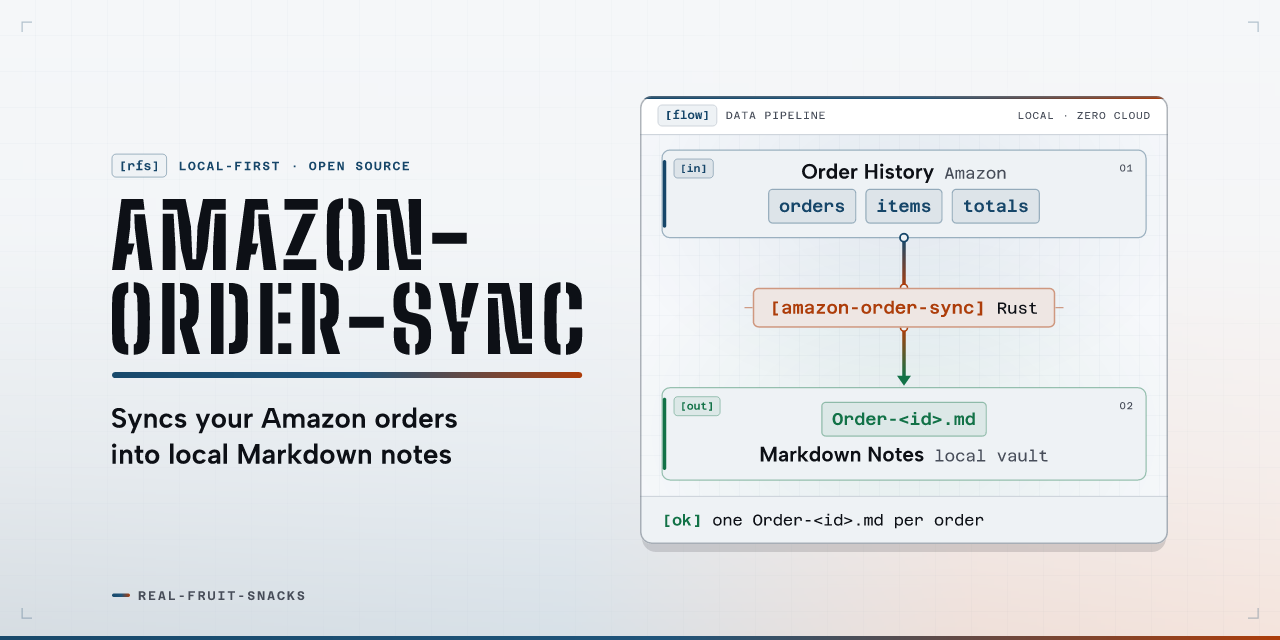 [rfs] LOCAL-FIRST · OPEN SOURCE
AMAZON-
ORDER-SYNC
Syncs your Amazon orders
into local Markdown notes
REAL-FRUIT-SNACKS
[flow] DATA PIPELINE LOCAL · ZERO CLOUD
[in] Order History Amazon 01
orders items totals
[amazon-order-sync] Rust
[out] Order-<id>.md 02
Markdown Notes local vault
[ok] one Order-<id>.md per order